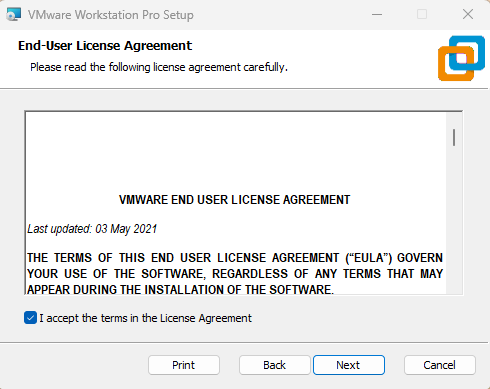 VMware Workstation Pro Setup
End-User License Agreement
Please read the following license agreement carefully.
VMWARE END USER LICENSE AGREEMENT
Last updated: 03 May 2021
THE TERMS OF THIS END USER LICENSE AGREEMENT (“EULA”) GOVERN
YOUR USE OF THE SOFTWARE, REGARDLESS OF ANY TERMS THAT MAY
APPEAR DURING THE INSTALLATION OF THE SOFTWARE.
I accept the terms in the License Agreement
Print Back Next Cancel